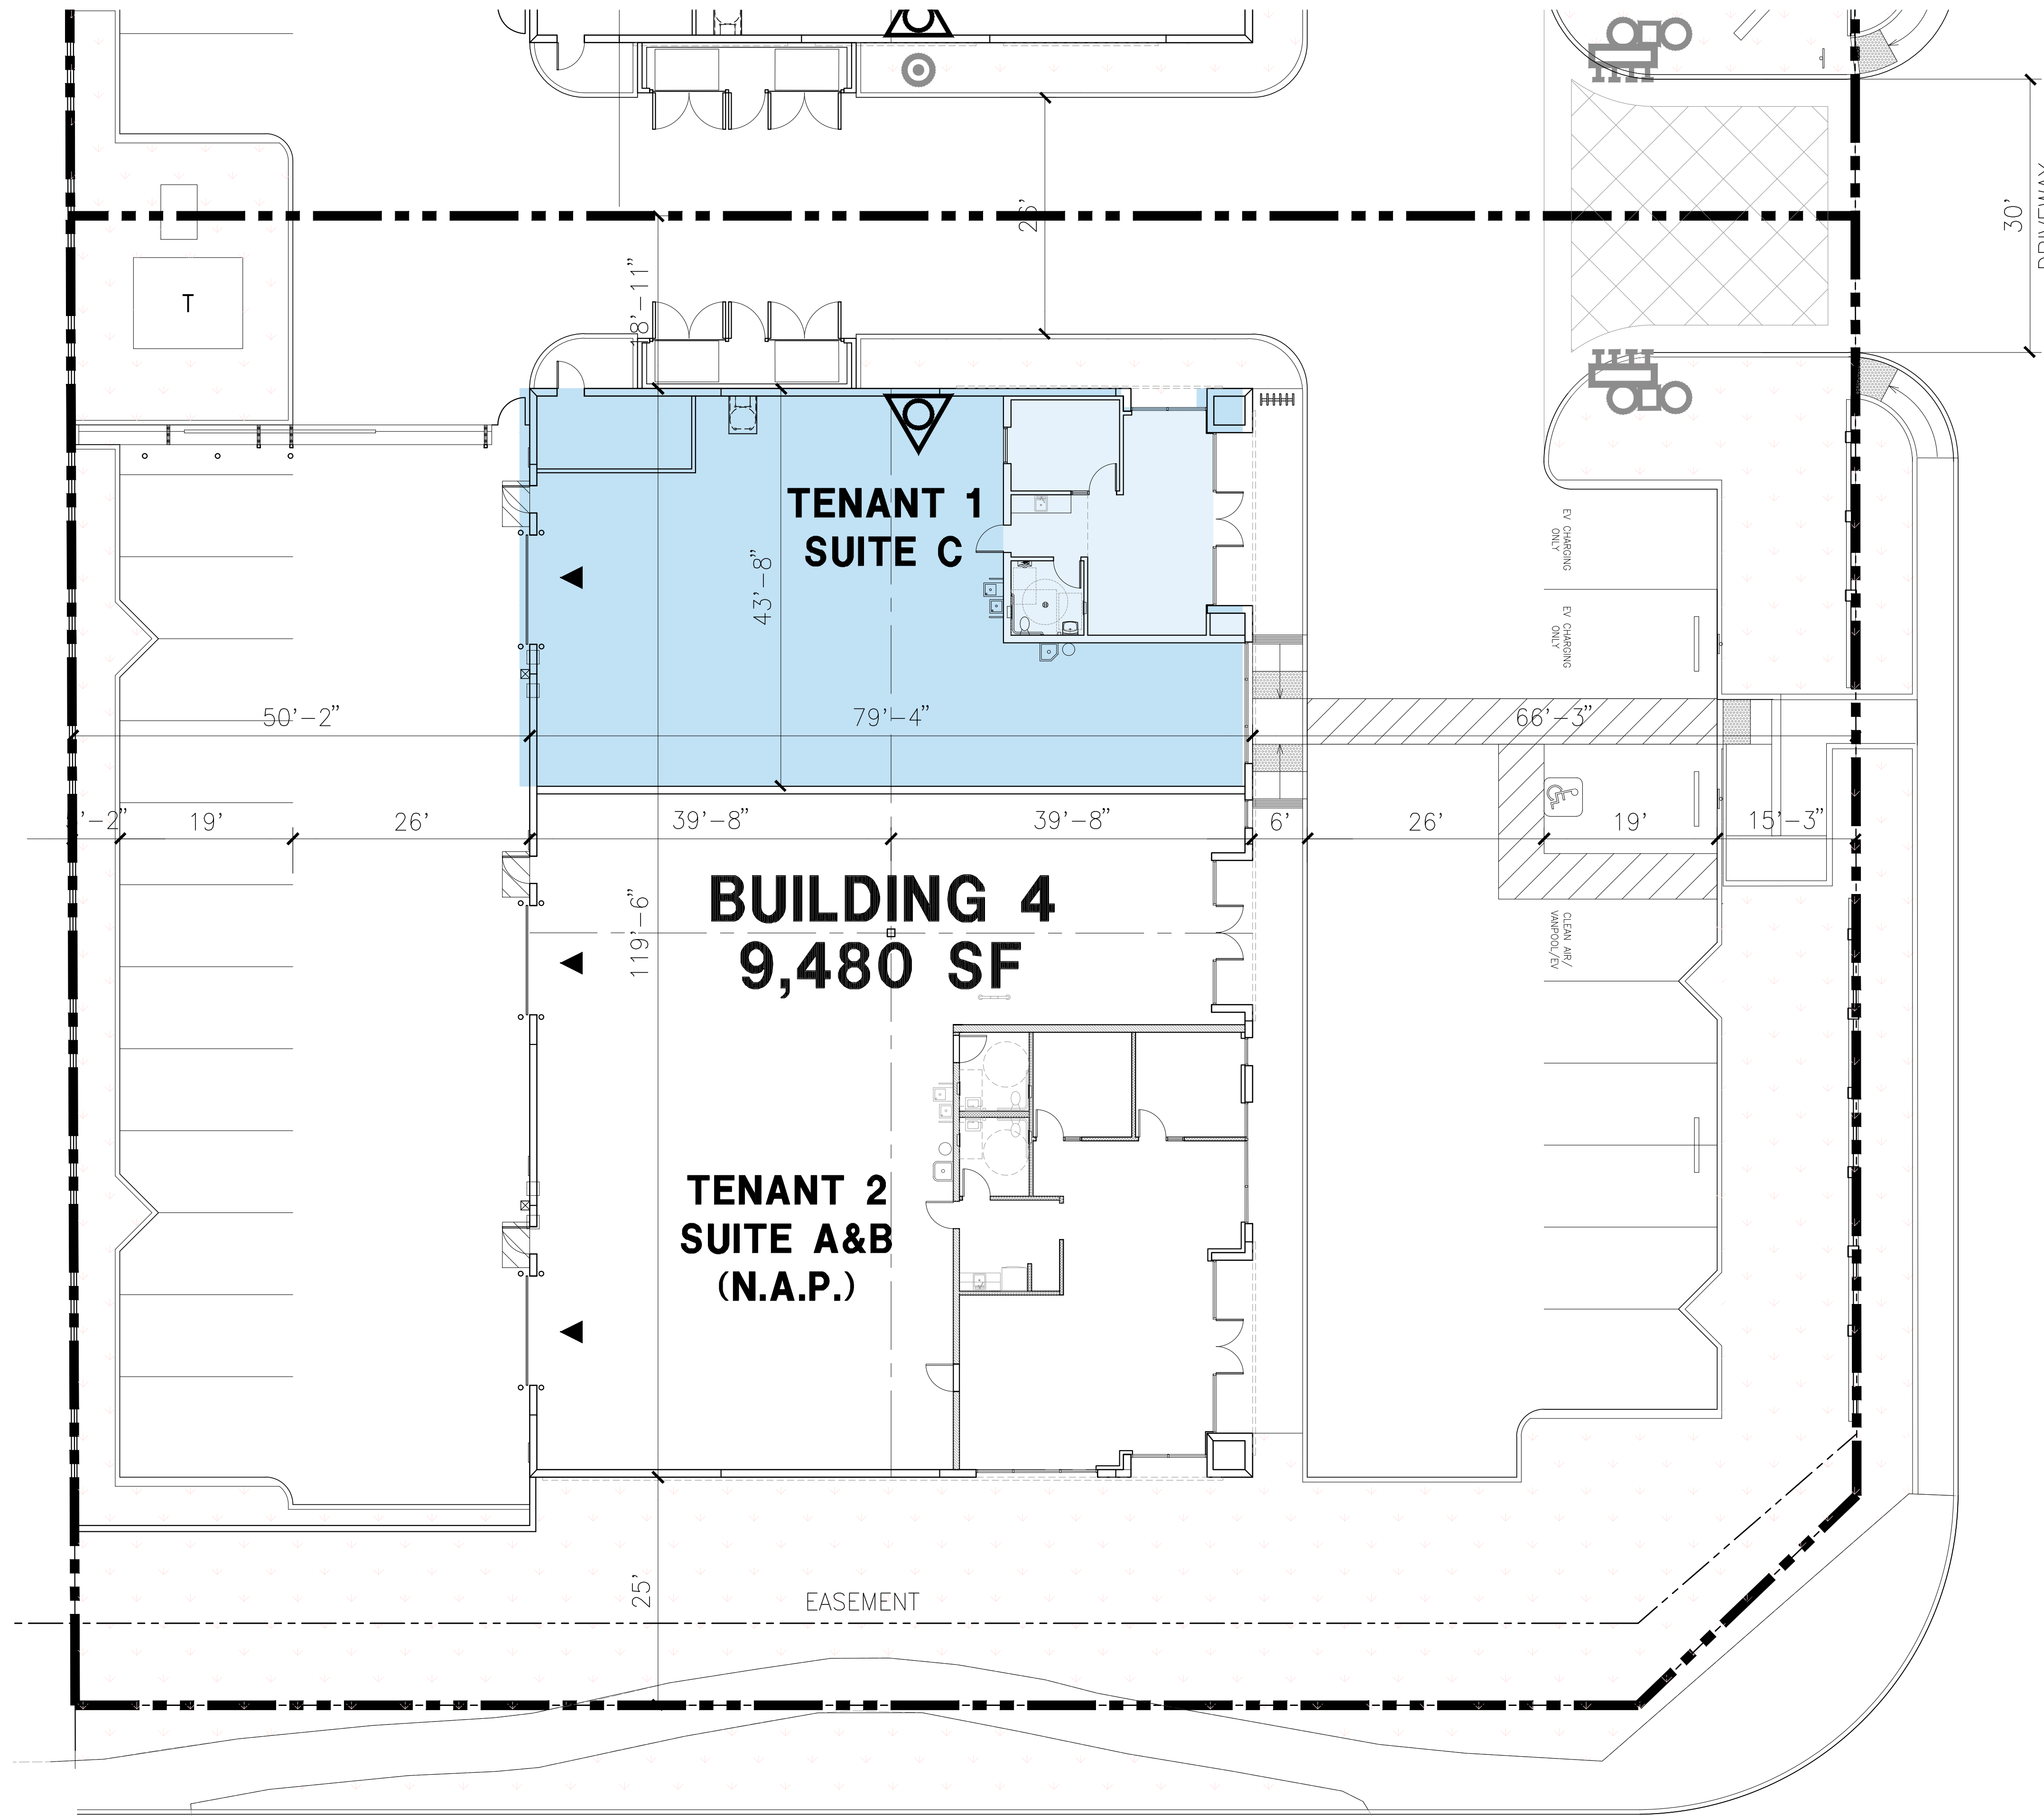 26'
30'
DRIVEWAY
T
18'-11"
TENANT 1
SUITE C
43'-8"
EV CHARGING
ONLY
EV CHARGING
ONLY
50'-2"
79'-4"
66'-3"
19'
26'
39'-8"
39'-8"
6'
26'
19'
15'-3"
BUILDING 4
9,480 SF
119'-6"
CLEAN AIR/
VANPOOL/EV
TENANT 2
SUITE A&B
(N.A.P.)
25'
EASEMENT